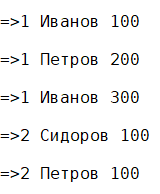 =>1 Иванов 100
=>1 Петров 200
=>1 Иванов 300
=>2 Сидоров 100
=>2 Петров 100